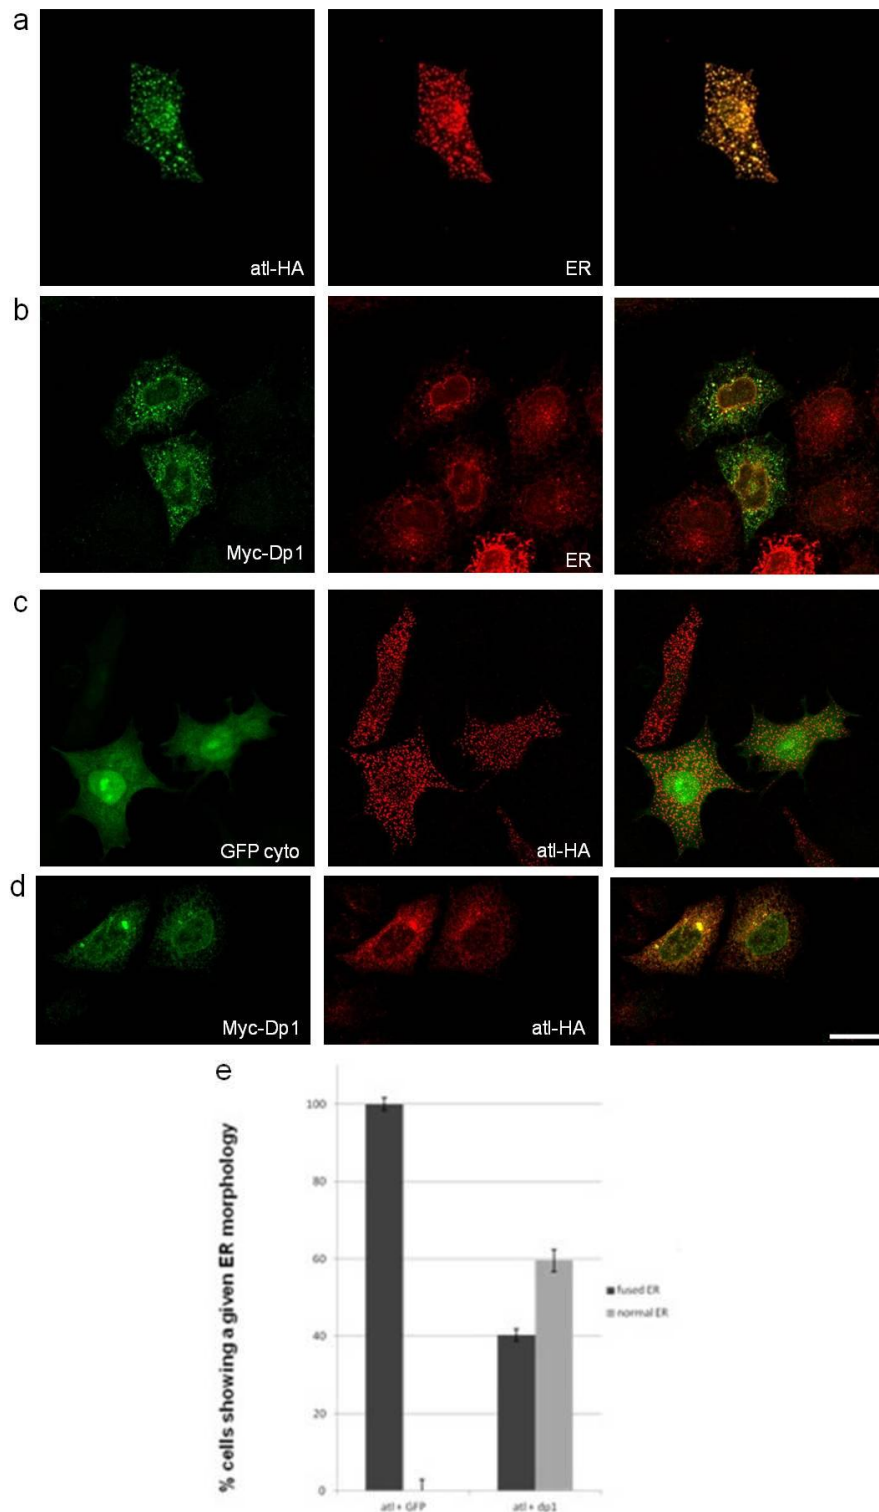 a
atl-HA
ER
b
Myc-Dp1
ER
c
GFP cyto
atl-HA
d
Myc-Dp1
atl-HA
e
% cells showing a given ER morphology
100
80
60
40
20
0
fused ER
normal ER
atl + GFP
atl + dp1